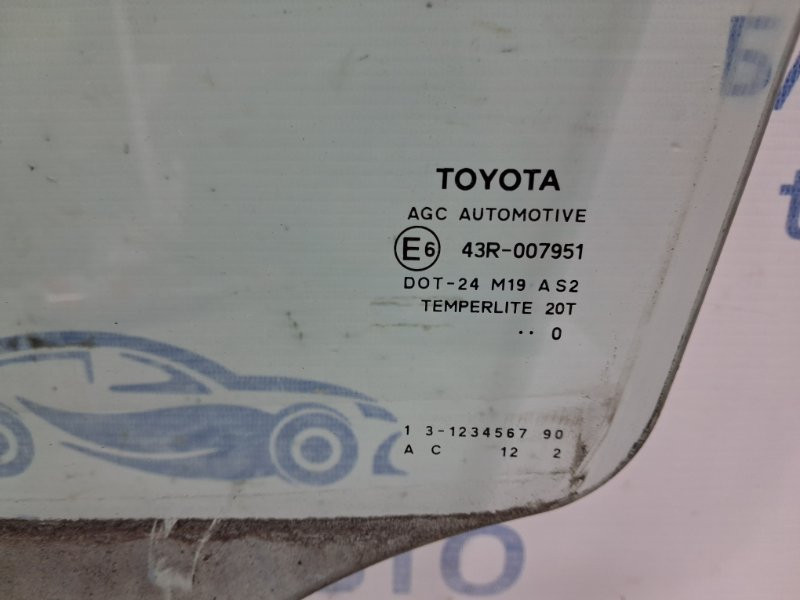 TOYOTA
AGC AUTOMOTIVE
E6 43R-007951
DOT-24 M19 AS2
TEMPERLITE 20T
·· 0
1 3-1234567 90
A C 12 2